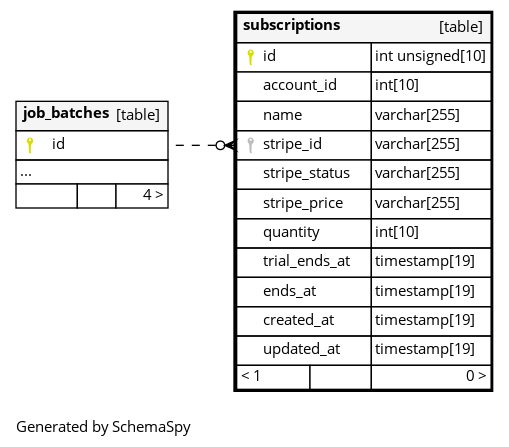 subscriptions [table]
id int unsigned[10]
account_id int[10]
name varchar[255]
stripe_id varchar[255]
stripe_status varchar[255]
stripe_price varchar[255]
quantity int[10]
trial_ends_at timestamp[19]
ends_at timestamp[19]
created_at timestamp[19]
updated_at timestamp[19]
< 1 0 >
job_batches [table]
id
...
4 >
Generated by SchemaSpy